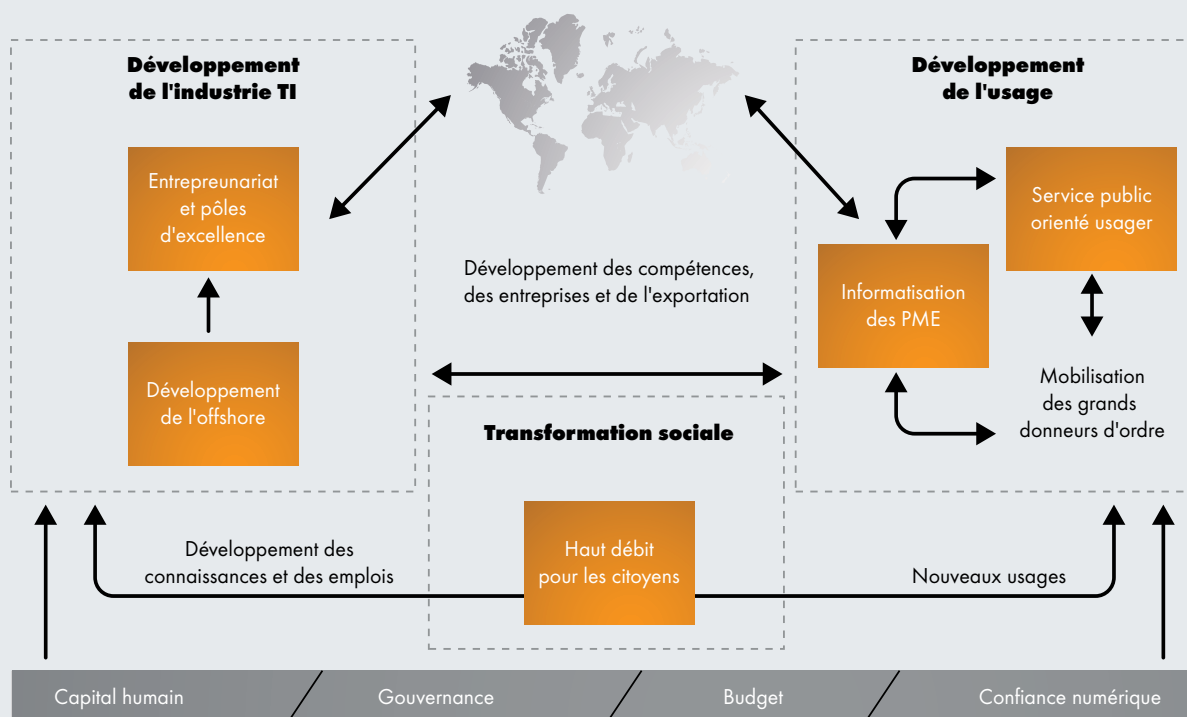 Développement
de l'industrie TI
Entrepreunariat
et pôles
d'excellence
Développement
de l'offshore
Développement des compétences,
des entreprises et de l'exportation
Développement
de l'usage
Service public
orienté usager
Informatisation
des PME
Mobilisation
des grands
donneurs d'ordre
Transformation sociale
Haut débit
pour les citoyens
Développement des
connaissances et des emplois
Nouveaux usages
Capital humain
Gouvernance
Budget
Confiance numérique